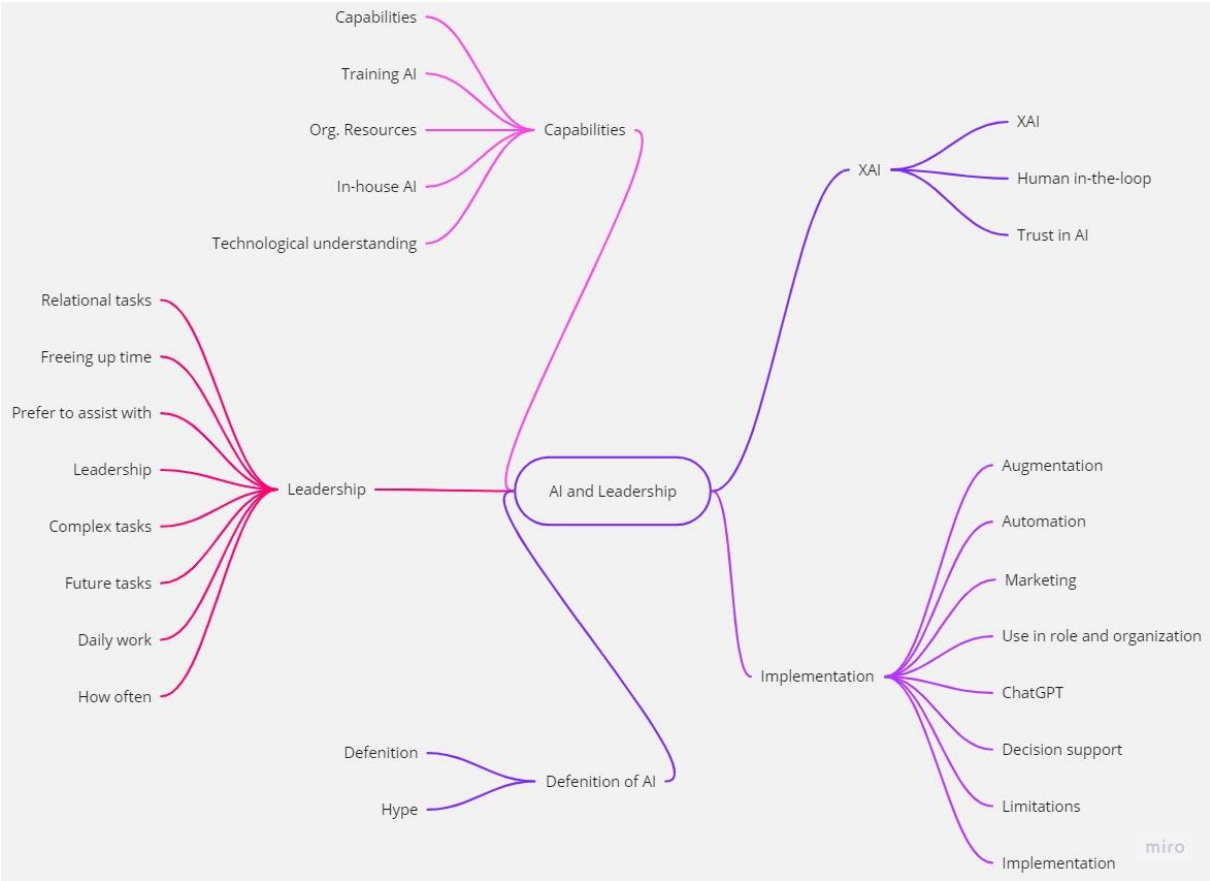 Capabilities
Training AI
Org. Resources
In-house AI
Technological understanding
Capabilities
Relational tasks
Freeing up time
Prefer to assist with
Leadership
Complex tasks
Future tasks
Daily work
How often
Leadership
Defenition
Hype
Defenition of AI
AI and Leadership
XAI
XAI
Human in-the-loop
Trust in AI
Implementation
Augmentation
Automation
Marketing
Use in role and organization
ChatGPT
Decision support
Limitations
Implementation
miro